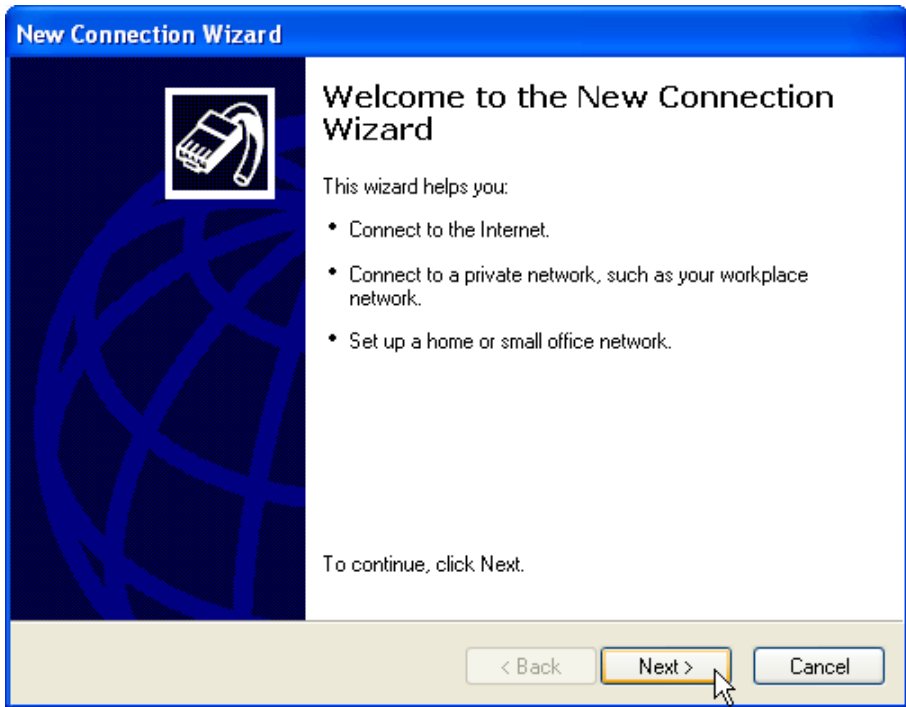 New Connection Wizard
Welcome to the New Connection
Wizard
This wizard helps you:
• Connect to the Internet.
• Connect to a private network, such as your workplace
network.
• Set up a home or small office network.
To continue, click Next.
< Back Next > Cancel